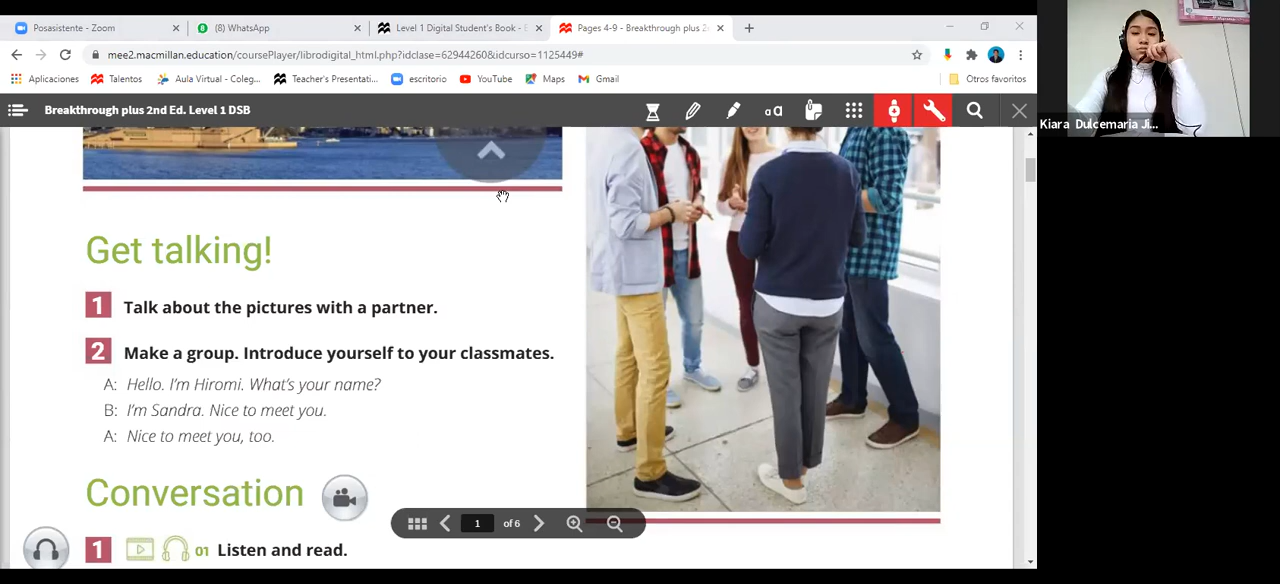 Posasistente - Zoom
(8) WhatsApp
Level 1 Digital Student's Book - E
Pages 4-9 - Breakthrough plus 2n
mee2.macmillan.education/coursePlayer/librodigital_html.php?idclase=62944260&idcurso=1125449#
Aplicaciones
Talentos
Aula Virtual - Coleg...
Teacher's Presentati...
escritorio
YouTube
Maps
Gmail
Otros favoritos
Breakthrough plus 2nd Ed. Level 1 DSB
aa
Kiara Dulcemaria Ji...
Get talking!
1 Talk about the pictures with a partner.
2 Make a group. Introduce yourself to your classmates.
A: Hello. I'm Hiromi. What's your name?
B: I'm Sandra. Nice to meet you.
A: Nice to meet you, too.
Conversation
1 of 6
1 01 Listen and read.